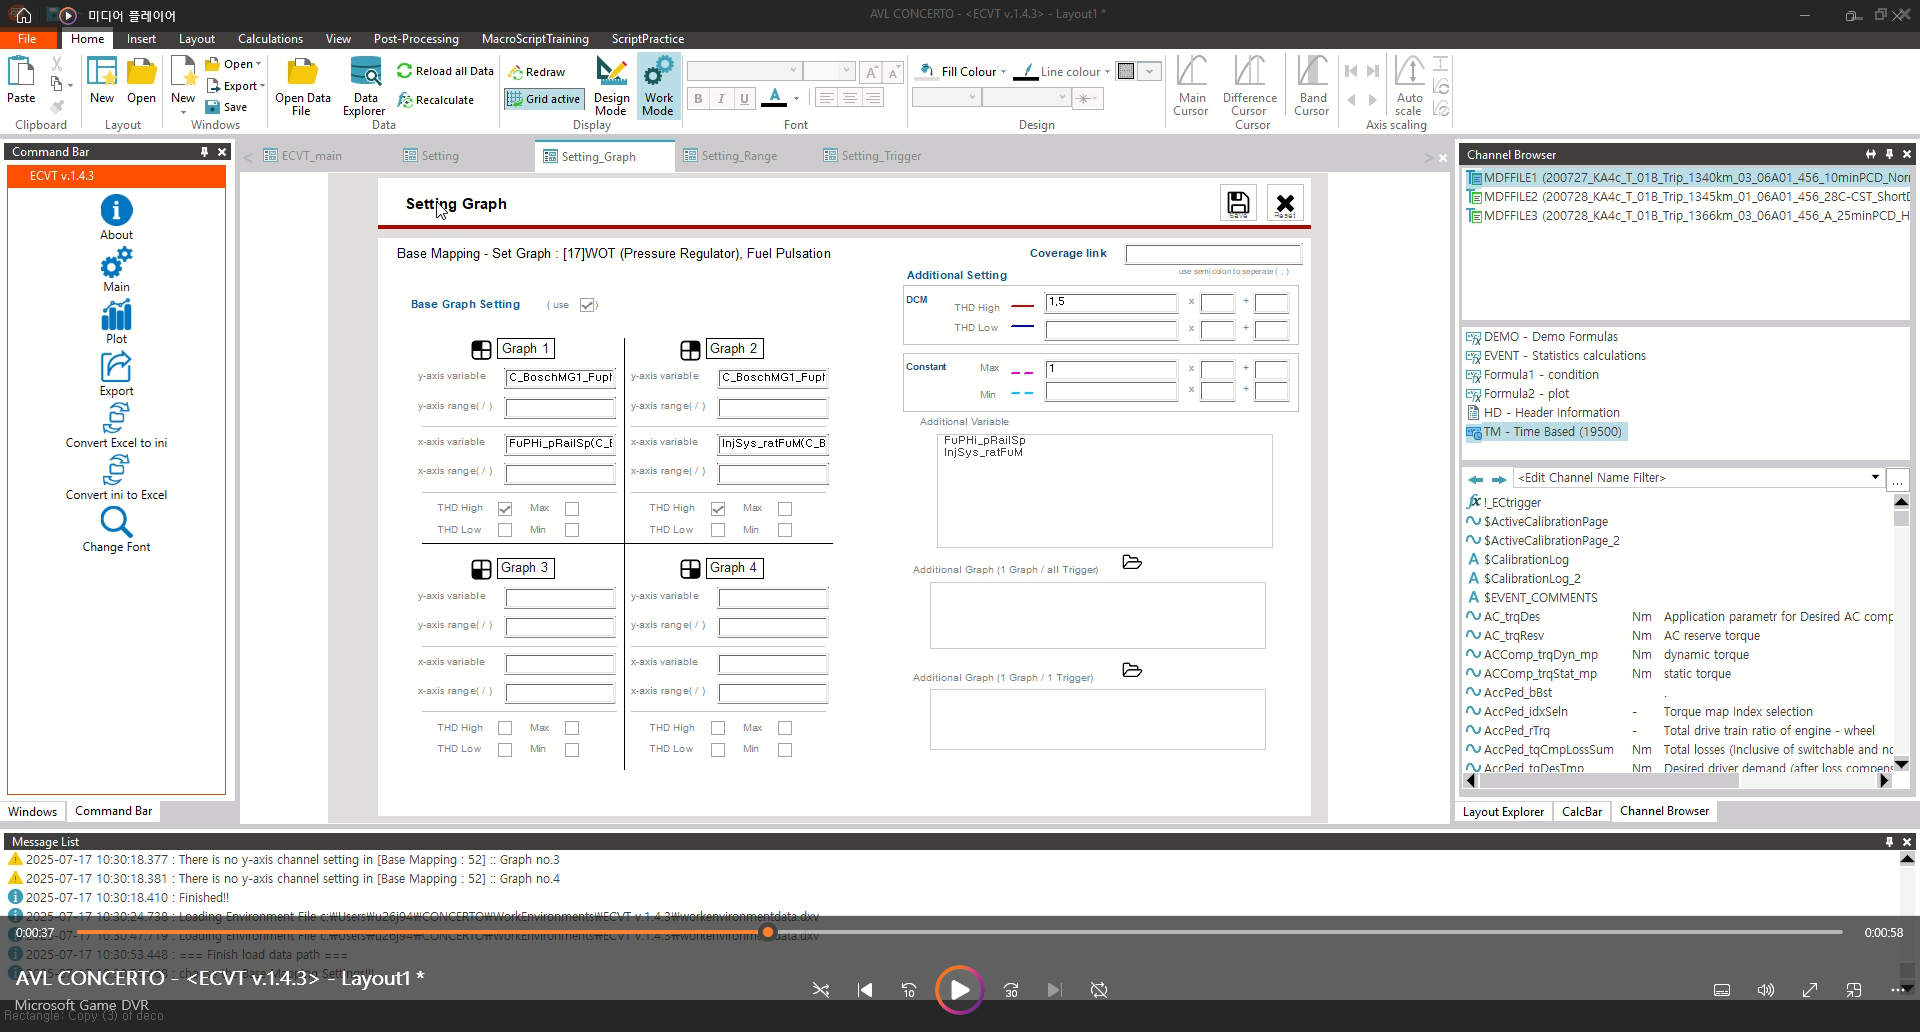 미디어 플레이어
AVL CONCERTO - <ECVT v.1.4.3> - Layout1 *
File Home Insert Layout Calculations View Post-Processing MacroScriptTraining ScriptPractice
Paste New Open New Open Export Save Open Data File Data Explorer Reload all Data Recalculate Redraw Grid active Design Mode Work Mode
B I U A Fill Colour Line colour Main Cursor Difference Cursor Band Cursor Auto scale
Clipboard Layout Windows Data Display Font Design Cursor Axis scaling
Command Bar
ECVT v.1.4.3
About
Main
Plot
Export
Convert Excel to ini
Convert ini to Excel
Change Font
Windows Command Bar
ECVT_main Setting Setting_Graph Setting_Range Setting_Trigger
Setting Graph
Save Reset
Base Mapping - Set Graph : [17]WOT (Pressure Regulator), Fuel Pulsation
Base Graph Setting ( use )
Graph 1 Graph 2
y-axis variable C_BoschMG1_FupH y-axis variable C_BoschMG1_FupH
y-axis range( / ) y-axis range( / )
x-axis variable FuPHi_pRailSp(C_E x-axis variable InjSys_ratFuM(C_B
x-axis range( / ) x-axis range( / )
THD High Max THD High Max
THD Low Min THD Low Min
Graph 3 Graph 4
y-axis variable y-axis variable
y-axis range( / ) y-axis range( / )
x-axis variable x-axis variable
x-axis range( / ) x-axis range( / )
THD High Max THD High Max
THD Low Min THD Low Min
Coverage link
use semicolon to seperate ( ; )
Additional Setting
DCM THD High 1,5 x +
THD Low x +
Constant Max 1 x +
Min x +
Additional Variable
FuPHi_pRailSp
InjSys_ratFuM
Additional Graph (1 Graph / all Trigger)
Additional Graph (1 Graph / 1 Trigger)
Channel Browser
MDFFILE1 (200727_KA4c_T_01B_Trip_1340km_03_06A01_456_10minPCD_Nori
MDFFILE2 (200728_KA4c_T_01B_Trip_1345km_01_06A01_456_28C-CST_ShortD
MDFFILE3 (200728_KA4c_T_01B_Trip_1366km_03_06A01_456_A_25minPCD_H
DEMO - Demo Formulas
EVENT - Statistics calculations
Formula1 - condition
Formula2 - plot
HD - Header Information
TM - Time Based (19500)
<Edit Channel Name Filter> ...
!_ECtrigger
$ActiveCalibrationPage
$ActiveCalibrationPage_2
A $CalibrationLog
A $CalibrationLog_2
A $EVENT_COMMENTS
AC_trqDes Nm Application parametr for Desired AC comp
AC_trqResv Nm AC reserve torque
ACComp_trqDyn_mp Nm dynamic torque
ACComp_trqStat_mp Nm static torque
AccPed_bBst .
AccPed_idxSeln - Torque map Index selection
AccPed_rTrq - Total drive train ratio of engine - wheel
AccPed_tqCmpLossSum Nm Total losses (Inclusive of switchable and nc
AccPed_tqDesTmp Nm Desired driver demand (after loss compens
Layout Explorer CalcBar Channel Browser
Message List
2025-07-17 10:30:18.377 : There is no y-axis channel setting in [Base Mapping : 52] :: Graph no.3
2025-07-17 10:30:18.381 : There is no y-axis channel setting in [Base Mapping : 52] :: Graph no.4
2025-07-17 10:30:18.410 : Finished!!
2025-07-17 10:30:24.738 : Loading Environment File c:₩Users₩u26j94₩CONCERTO₩WorkEnvironments₩ECVT v.1.4.3₩workenvironmentdata.dxv
0:00:37 0:00:58
2025-07-17 10:30:47.719 : Loading Environment File c:₩Users₩u26j94₩CONCERTO₩WorkEnvironments₩ECVT v.1.4.3₩workenvironmentdata.dxv
2025-07-17 10:30:53.448 : === Finish load data path ===
AVL CONCERTO - <ECVT v.1.4.3> - Layout1 *
10 30
Microsoft Game DVR
Rectangle: Copy (3) of deco